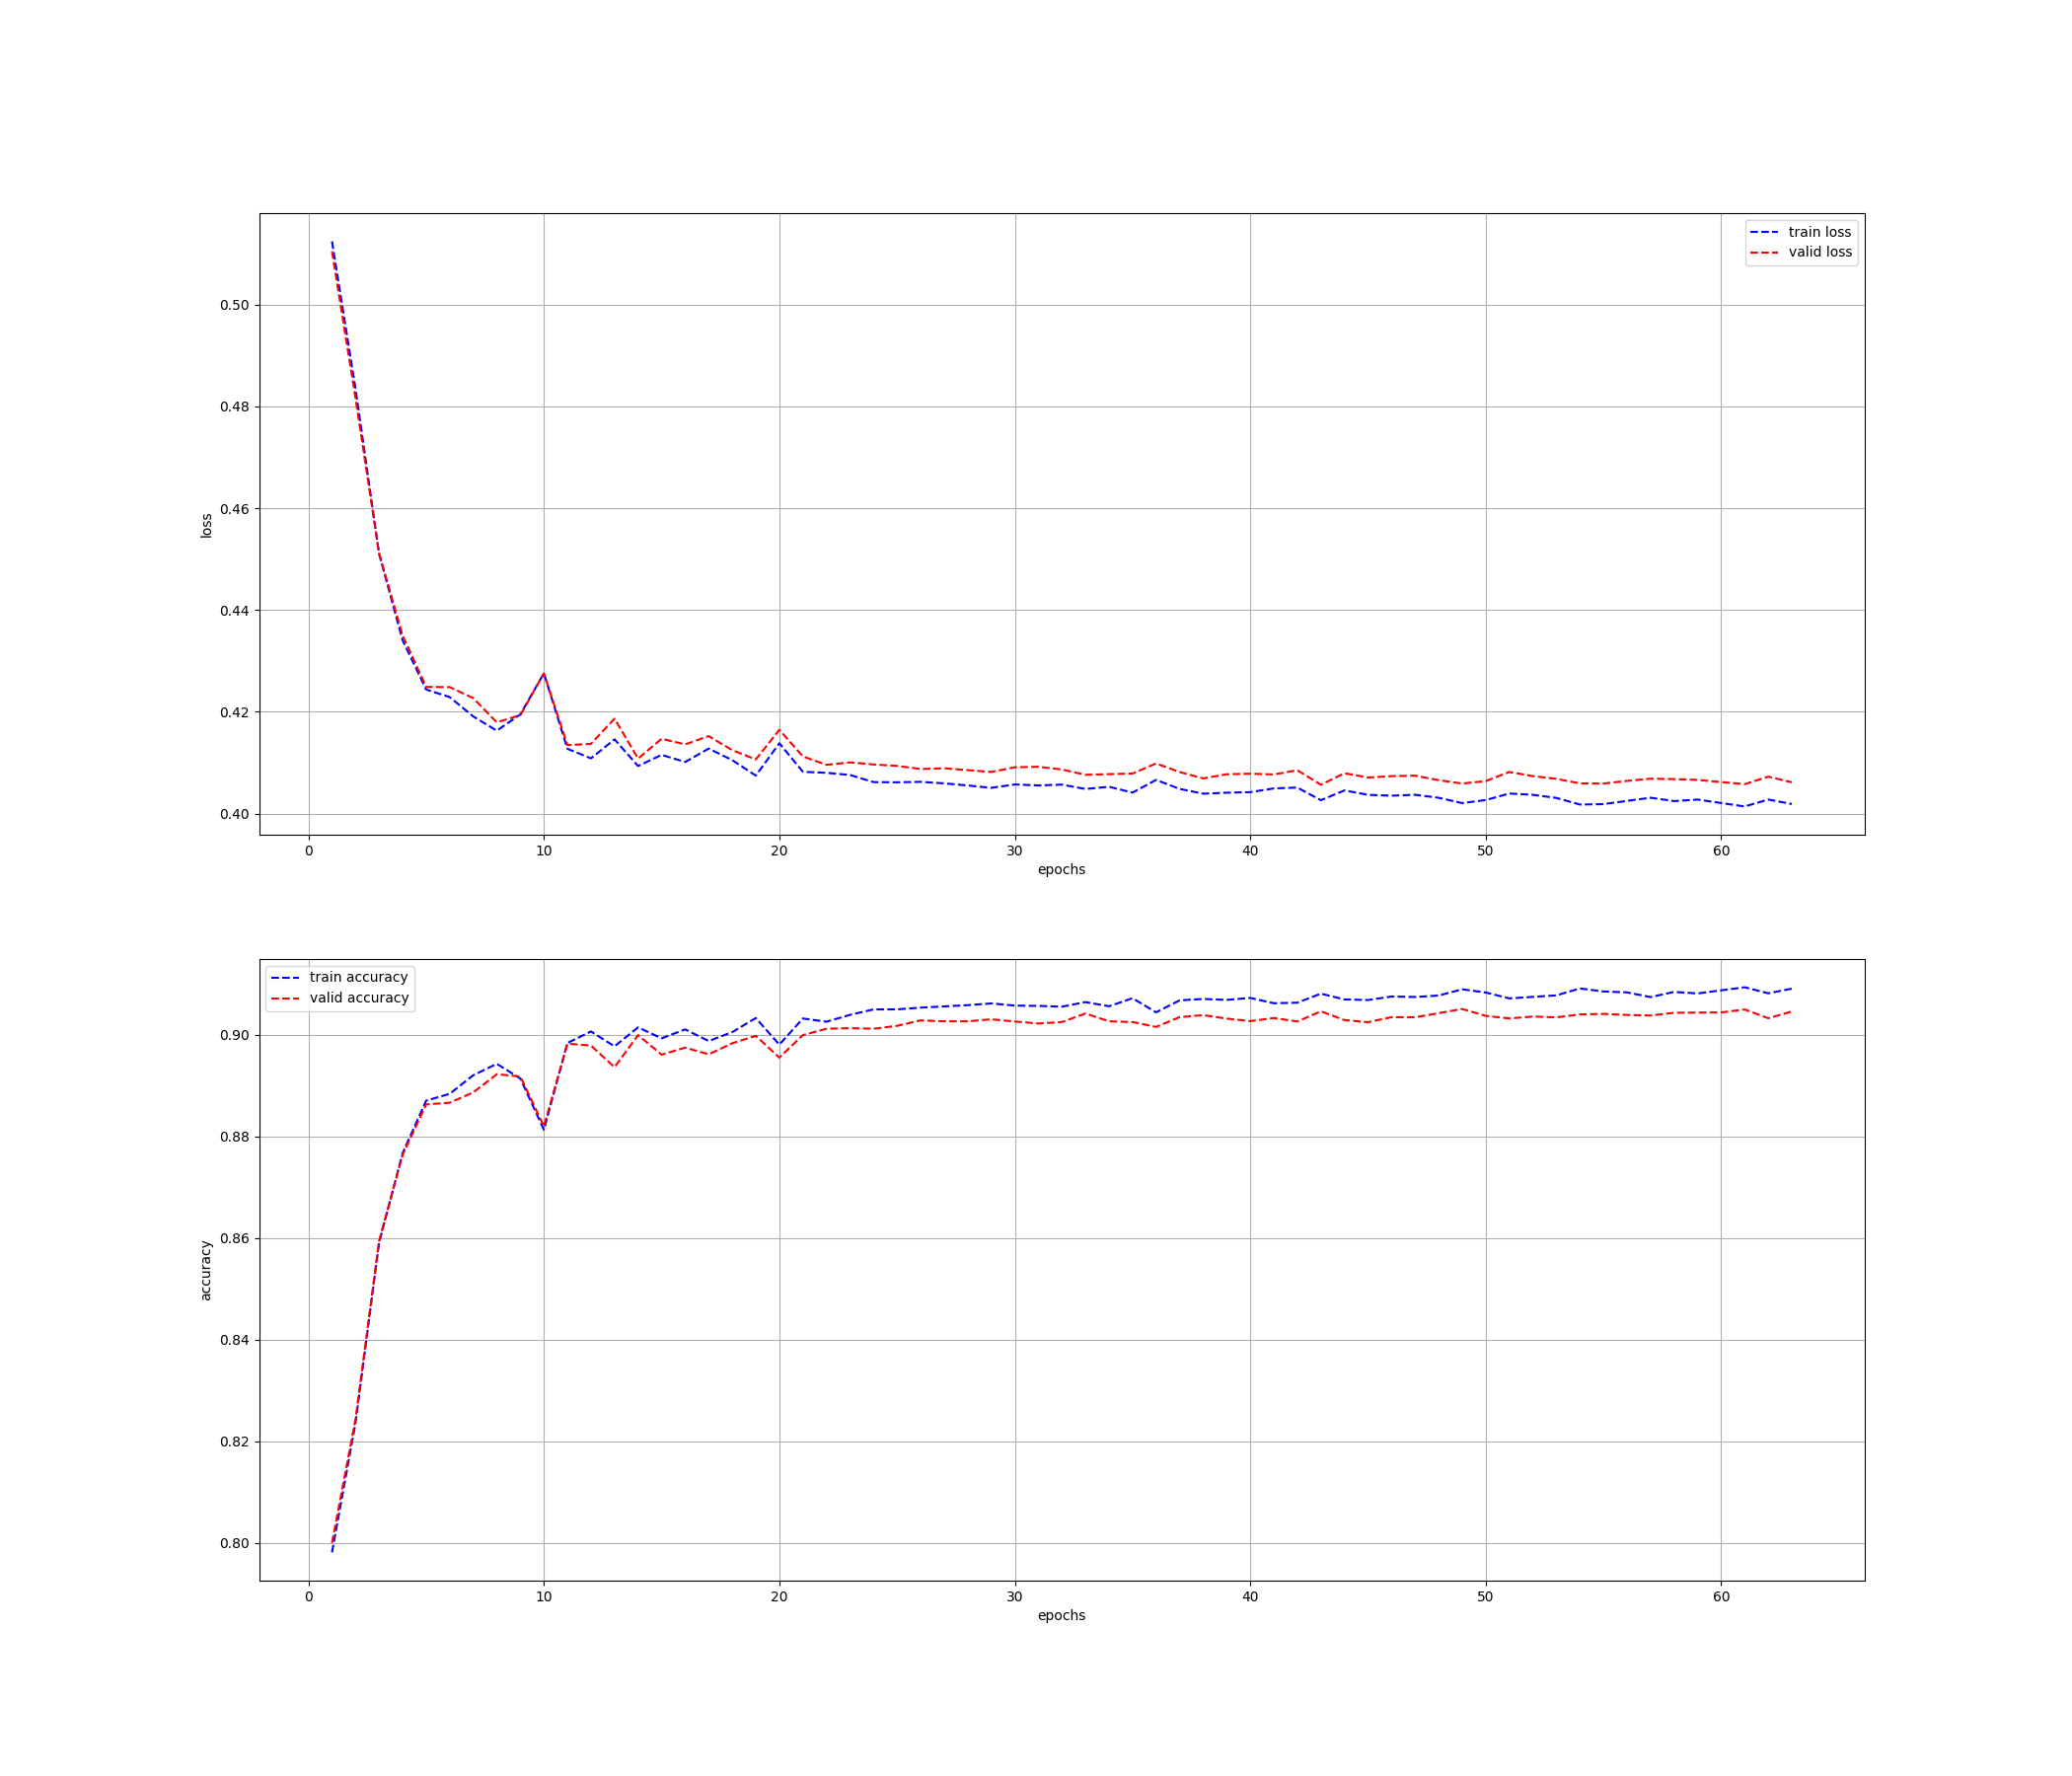 train loss
valid loss
0.50
0.48
0.46
0.44
0.42
0.40
loss
0 10 20 30 40 50 60
epochs
train accuracy
valid accuracy
0.90
0.88
0.86
0.84
0.82
0.80
accuracy
0 10 20 30 40 50 60
epochs